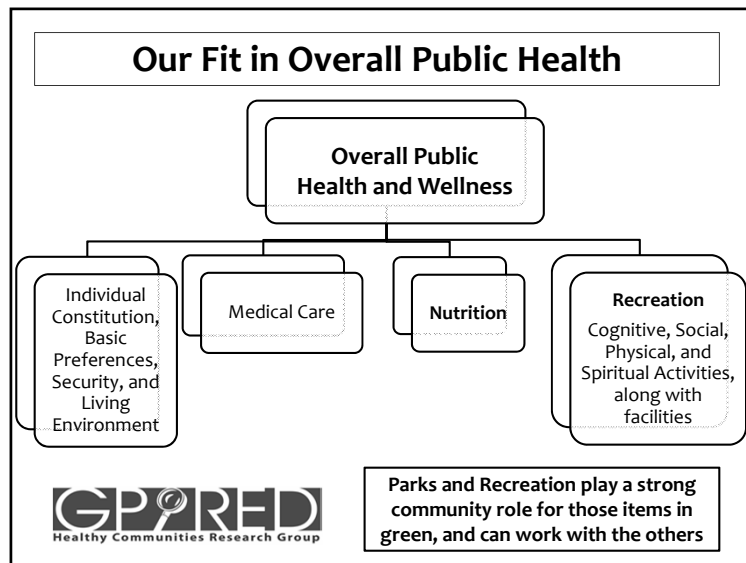 Our Fit in Overall Public Health
Overall Public
Health and Wellness
Individual
Constitution,
Basic
Preferences,
Security, and
Living
Environment
Medical Care
Nutrition
Recreation
Cognitive, Social,
Physical, and
Spiritual Activities,
along with
facilities
GP RED
Healthy Communities Research Group
Parks and Recreation play a strong
community role for those items in
green, and can work with the others